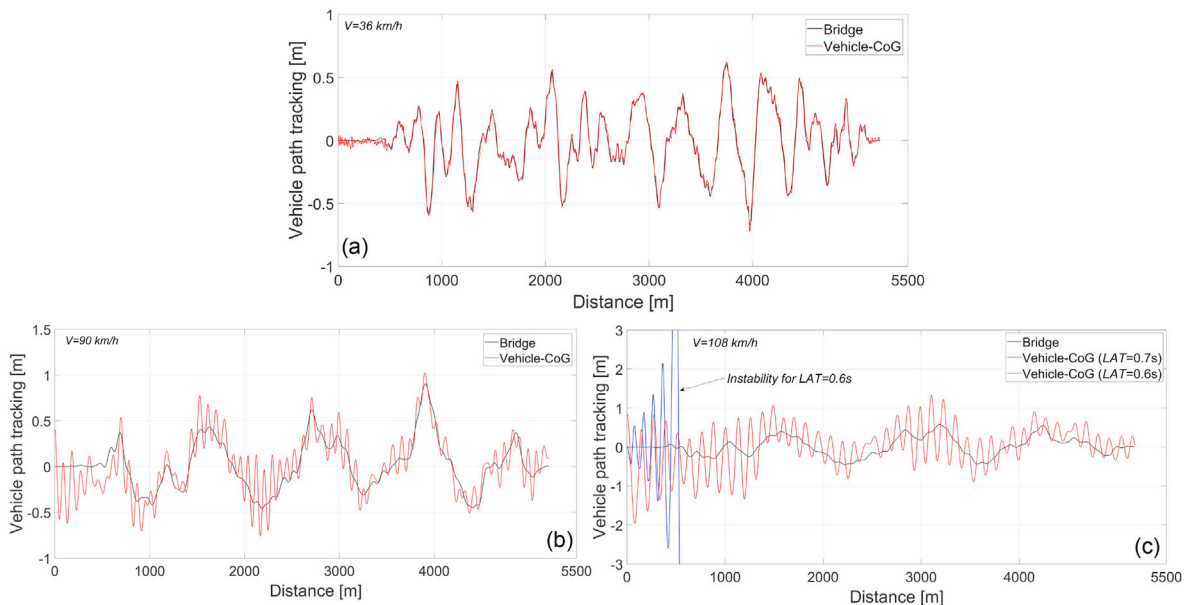 V=36 km/h
Bridge
Vehicle-CoG
Vehicle path tracking [m]
1
0.5
0
-0.5
-1
(a)
0
1000
2000
3000
4000
5500
Distance [m]
V=90 km/h
Bridge
Vehicle-CoG
Vehicle path tracking [m]
1.5
1
0.5
0
-0.5
-1
(b)
0
1000
2000
3000
4000
5500
Distance [m]
V=108 km/h
Bridge
Vehicle-CoG (LAT=0.7s)
Vehicle-CoG (LAT=0.6s)
Instability for LAT=0.6s
Vehicle path tracking [m]
3
2
1
0
-1
-2
-3
(c)
0
1000
2000
3000
4000
5500
Distance [m]